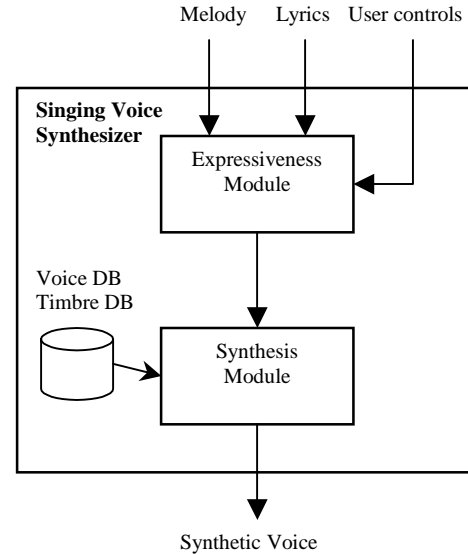 Melody
Lyrics
User controls
Singing Voice
Synthesizer
Expressiveness
Module
Voice DB
Timbre DB
Synthesis
Module
Synthetic Voice